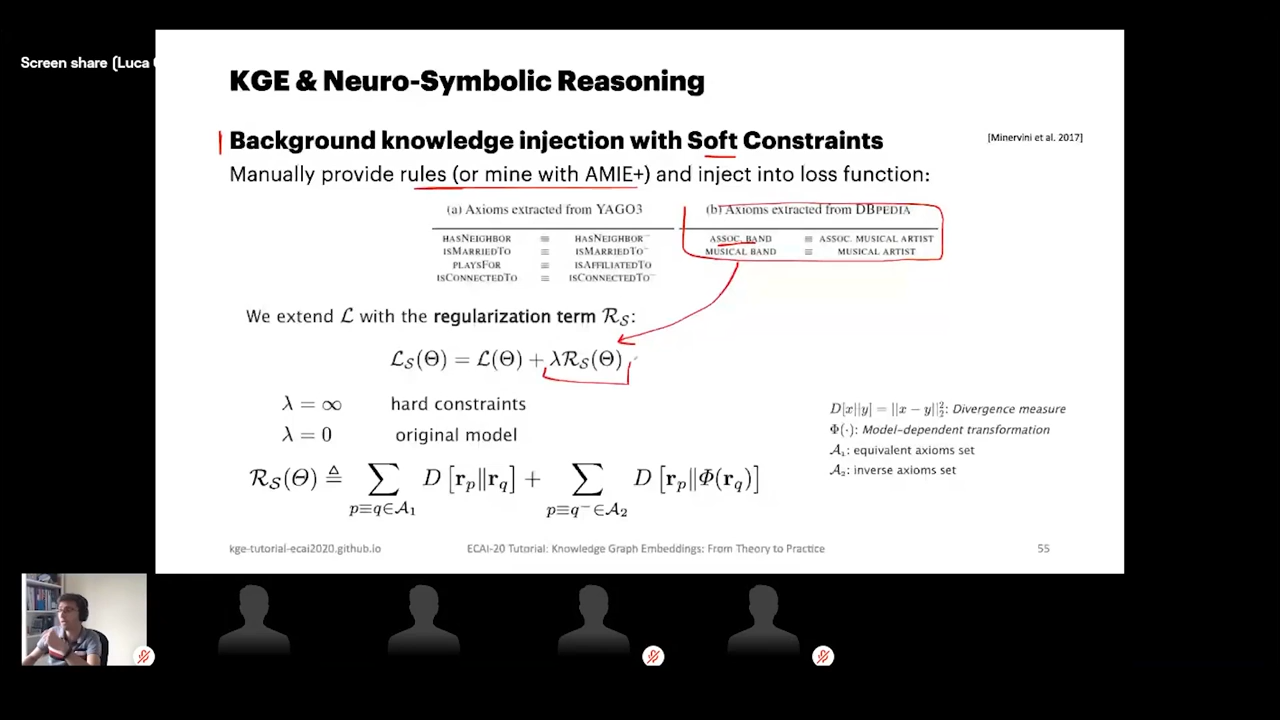 Screen share (Luca
KGE & Neuro-Symbolic Reasoning
Background knowledge injection with Soft Constraints
[Minervini et al. 2017]
Manually provide rules (or mine with AMIE+) and inject into loss function:
(a) Axioms extracted from YAGO3
HASNEIGHBOR ≡ HASNEIGHBOR⁻
ISMARRIEDTO ≡ ISMARRIEDTO⁻
PLAYSFOR ≡ ISAFFILIATEDTO
ISCONNECTEDTO ≡ ISCONNECTEDTO⁻
(b) Axioms extracted from DBPEDIA
ASSOC. BAND ≡ ASSOC. MUSICAL ARTIST
MUSICAL BAND ≡ MUSICAL ARTIST
We extend ℒ with the regularization term ℛ_𝒮:
ℒ_𝒮(Θ) = ℒ(Θ) + λℛ_𝒮(Θ)
λ = ∞ hard constraints
λ = 0 original model
ℛ_𝒮(Θ) ≜ ∑_{p≡q∈𝒜₁} D [r_p‖r_q] + ∑_{p≡q⁻∈𝒜₂} D [r_p‖Φ(r_q)]
D[x||y] = ||x − y||₂²: Divergence measure
Φ(·): Model-dependent transformation
𝒜₁: equivalent axioms set
𝒜₂: inverse axioms set
kge-tutorial-ecai2020.github.io
ECAI-20 Tutorial: Knowledge Graph Embeddings: From Theory to Practice
55